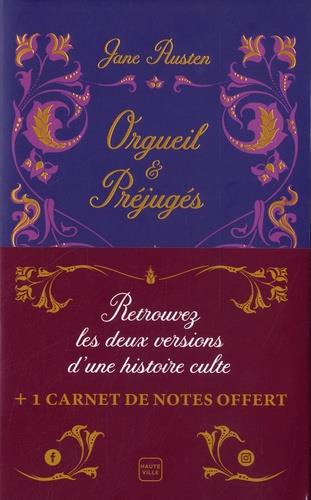 Jane Austen
Orgueil
&
Préjugés
Retrouvez
les deux versions
d'une histoire culte
+ 1 CARNET DE NOTES OFFERT
f
HAUTE
VILLE